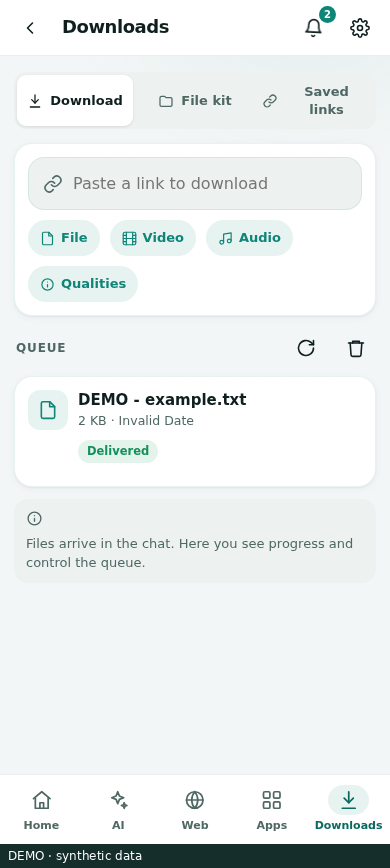 Downloads
2
Download
File kit
Saved
links
Paste a link to download
File
Video
Audio
Qualities
QUEUE
DEMO - example.txt
2 KB · Invalid Date
Delivered
Files arrive in the chat. Here you see progress and
control the queue.
Home
AI
Web
Apps
Downloads
DEMO · synthetic data